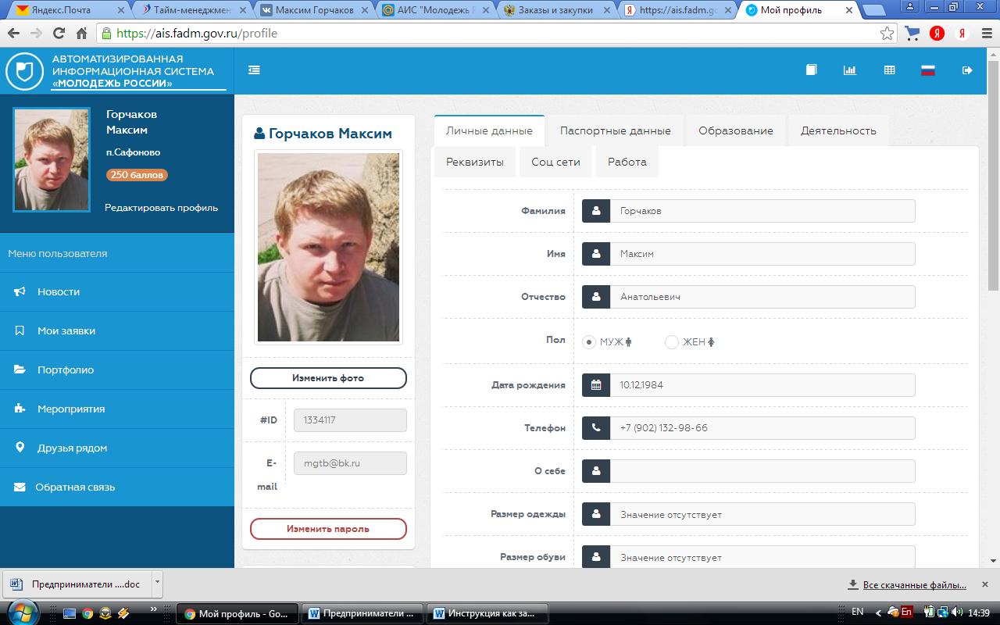 Яндекс.Почта
Тайм-менеджмен
Максим Горчаков
АИС "Молодежь Р
Заказы и закупки
https://ais.fadm.go
Мой профиль
https://ais.fadm.gov.ru/profile
АВТОМАТИЗИРОВАННАЯ
ИНФОРМАЦИОННАЯ СИСТЕМА
«МОЛОДЕЖЬ РОССИИ»
Горчаков
Максим
п.Сафоново
250 баллов
Редактировать профиль
Меню пользователя
Новости
Мои заявки
Портфолио
Мероприятия
Друзья рядом
Обратная связь
Горчаков Максим
Изменить фото
#ID 1334117
E-
mail
mgtb@bk.ru
Изменить пароль
Личные данные Паспортные данные Образование Деятельность
Реквизиты Соц сети Работа
Фамилия Горчаков
Имя Максим
Отчество Анатольевич
Пол МУЖ ЖЕН
Дата рождения 10.12.1984
Телефон +7 (902) 132-98-66
О себе
Размер одежды Значение отсутствует
Размер обуви Значение отсутствует
Предприниматели ....doc
Все скачанные файлы...
Мой профиль - Go...
Предприниматели ...
Инструкция как за...
EN
En
14:39